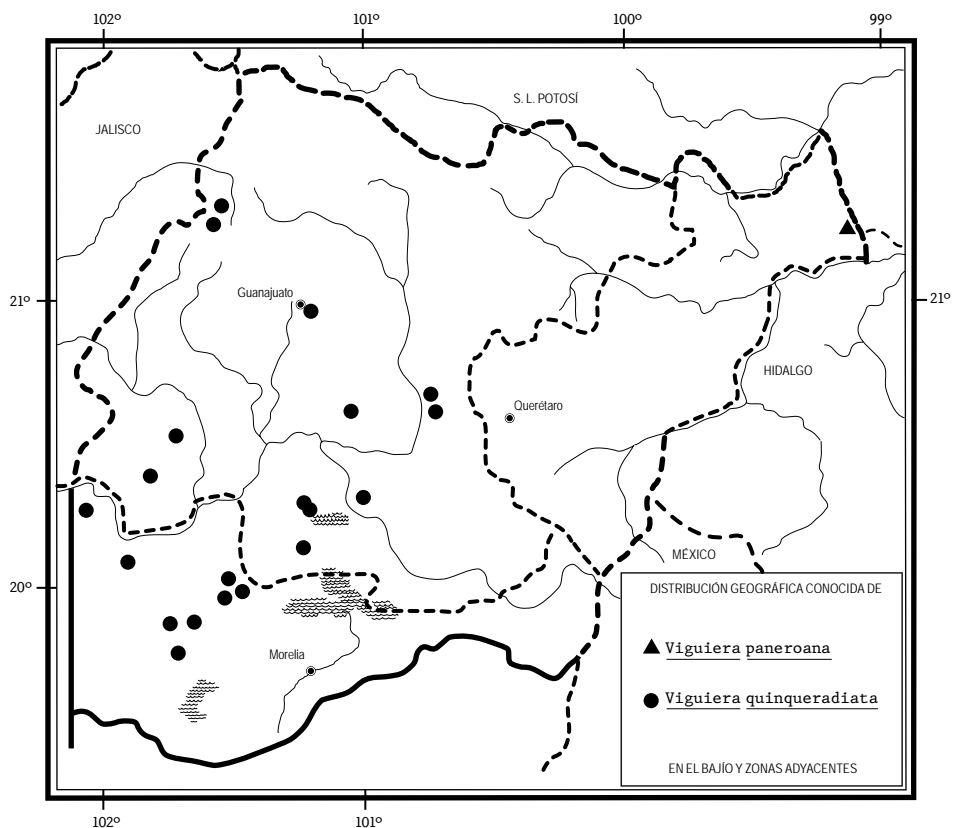 102º 101º 100º 99º
S. L. POTOSÍ
JALISCO
Guanajuato
21º 21º
HIDALGO
Querétaro
MÉXICO
20º
DISTRIBUCIÓN GEOGRÁFICA CONOCIDA DE
Viguiera paneroana
Morelia
Viguiera quinqueradiata
EN EL BAJÍO Y ZONAS ADYACENTES
102º 101º